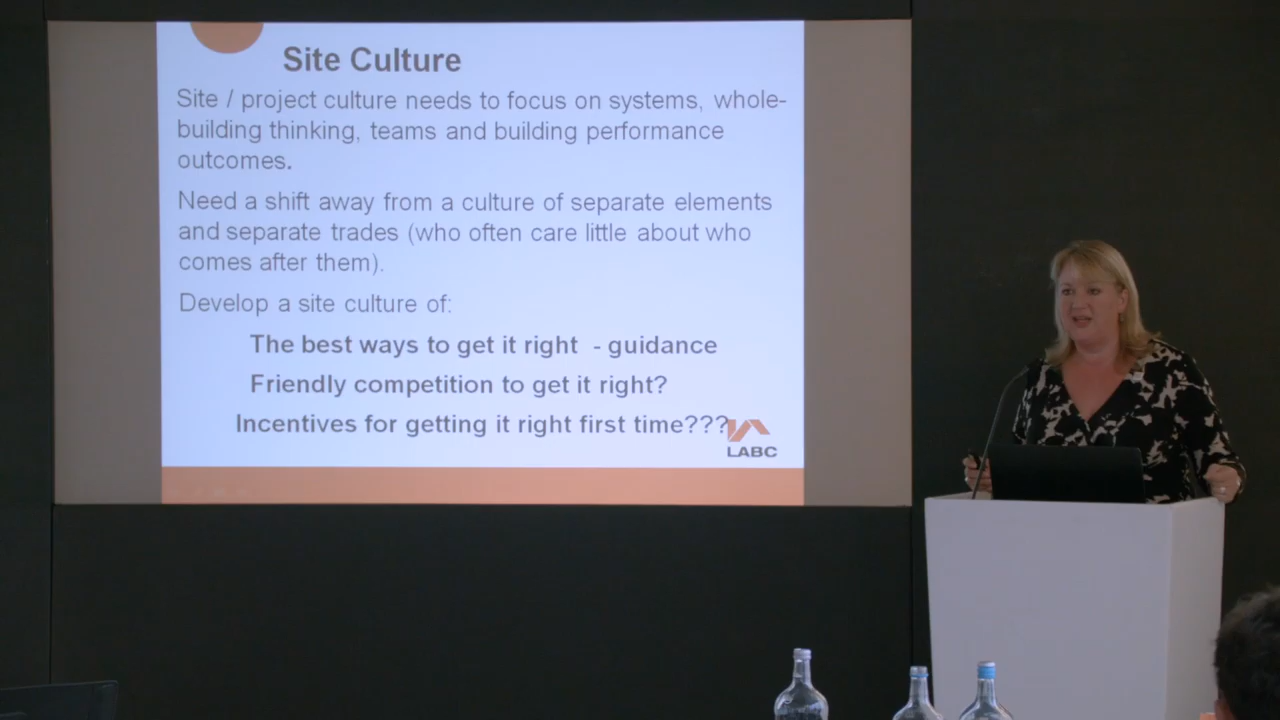 Site Culture
Site / project culture needs to focus on systems, whole-
building thinking, teams and building performance
outcomes.
Need a shift away from a culture of separate elements
and separate trades (who often care little about who
comes after them).
Develop a site culture of:
The best ways to get it right - guidance
Friendly competition to get it right?
Incentives for getting it right first time???
LABC